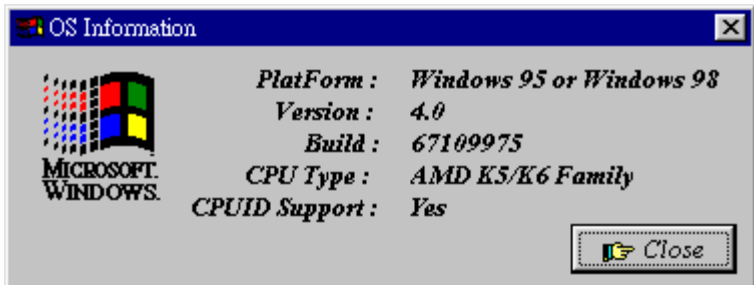 OS Information
PlatForm : Windows 95 or Windows 98
Version : 4.0
Build : 67109975
CPU Type : AMD K5/K6 Family
CPUID Support : Yes
MICROSOFT.
WINDOWS.
Close